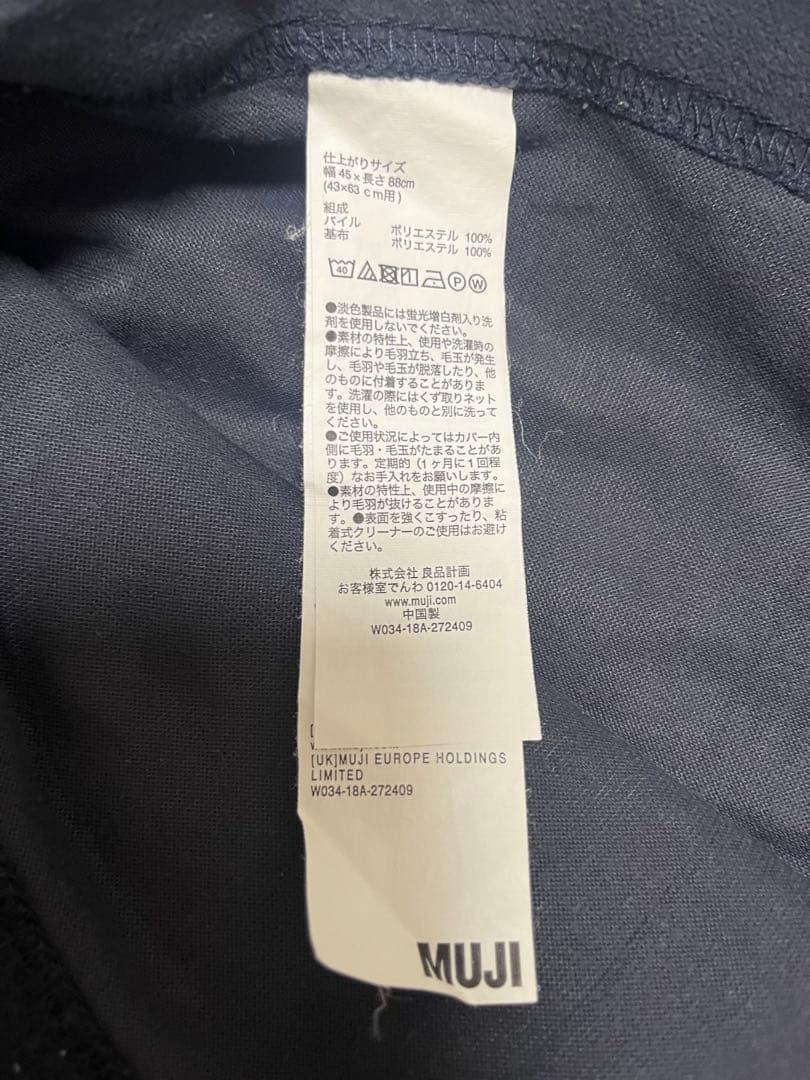 仕上がりサイズ
幅 45×長さ 88cm
(43×63 cm用)
組成
パイル ポリエステル 100%
基布 ポリエステル 100%
40 P W
●淡色製品には蛍光増白剤入り洗
剤を使用しないでください。
●素材の特性上、使用や洗濯時の
摩擦により毛羽立ち、毛玉が発生
し、毛羽や毛玉が脱落したり、他
のものに付着することがありま
す。洗濯の際にはくず取りネット
を使用し、他のものと別に洗って
ください。
●ご使用状況によってはカバー内
側に毛羽・毛玉がたまることがあ
ります。定期的（1ヶ月に1回程
度）なお手入れをお願いします。
●素材の特性上、使用中の摩擦に
より毛羽が抜けることがありま
す。●表面を強くこすったり、粘
着式クリーナーのご使用はお避け
ください。
株式会社 良品計画
お客様室でんわ 0120-14-6404
www.muji.com
中国製
W034-18A-272409
[UK]MUJI EUROPE HOLDINGS
LIMITED
W034-18A-272409
MUJI